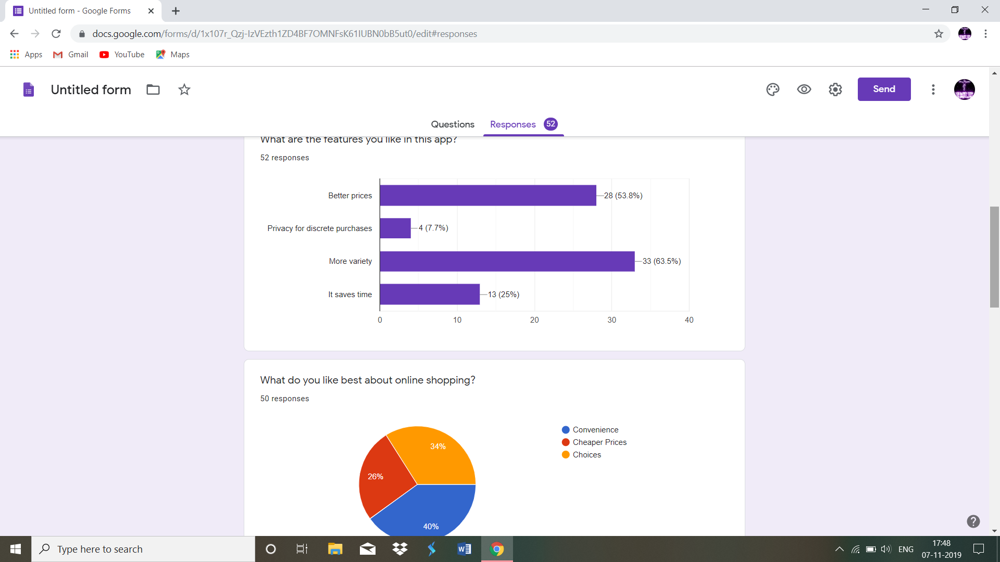 Untitled form - Google Forms
docs.google.com/forms/d/1x107r_Qzj-IzVEzth1ZD4BF7OMNFsK61IUBN0bB5ut0/edit#responses
Apps Gmail YouTube Maps
Untitled form
Send
Questions Responses 52
What are the features you like in this app?
52 responses
Better prices 28 (53.8%)
Privacy for discrete purchases 4 (7.7%)
More variety 33 (63.5%)
It saves time 13 (25%)
0 10 20 30 40
What do you like best about online shopping?
50 responses
Convenience
Cheaper Prices
Choices
34%
26%
40%
Type here to search
ENG
17:48
07-11-2019